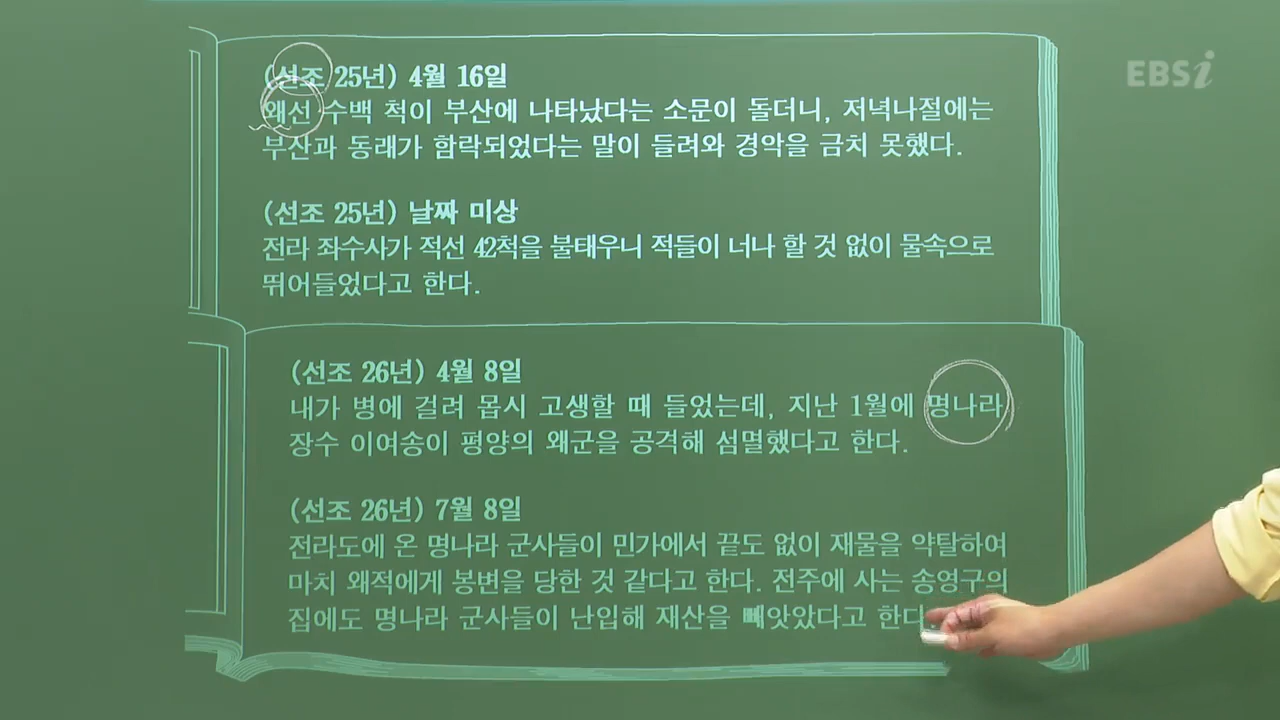 EBSi
(선조 25년) 4월 16일
왜선 수백 척이 부산에 나타났다는 소문이 돌더니, 저녁나절에는
부산과 동래가 함락되었다는 말이 들려와 경악을 금치 못했다.
(선조 25년) 날짜 미상
전라 좌수사가 적선 42척을 불태우니 적들이 너나 할 것 없이 물속으로
뛰어들었다고 한다.
(선조 26년) 4월 8일
내가 병에 걸려 몹시 고생할 때 들었는데, 지난 1월에 명나라
장수 이여송이 평양의 왜군을 공격해 섬멸했다고 한다.
(선조 26년) 7월 8일
전라도에 온 명나라 군사들이 민가에서 끝도 없이 재물을 약탈하여
마치 왜적에게 봉변을 당한 것 같다고 한다. 전주에 사는 송영구의
집에도 명나라 군사들이 난입해 재산을 빼앗았다고 한다.